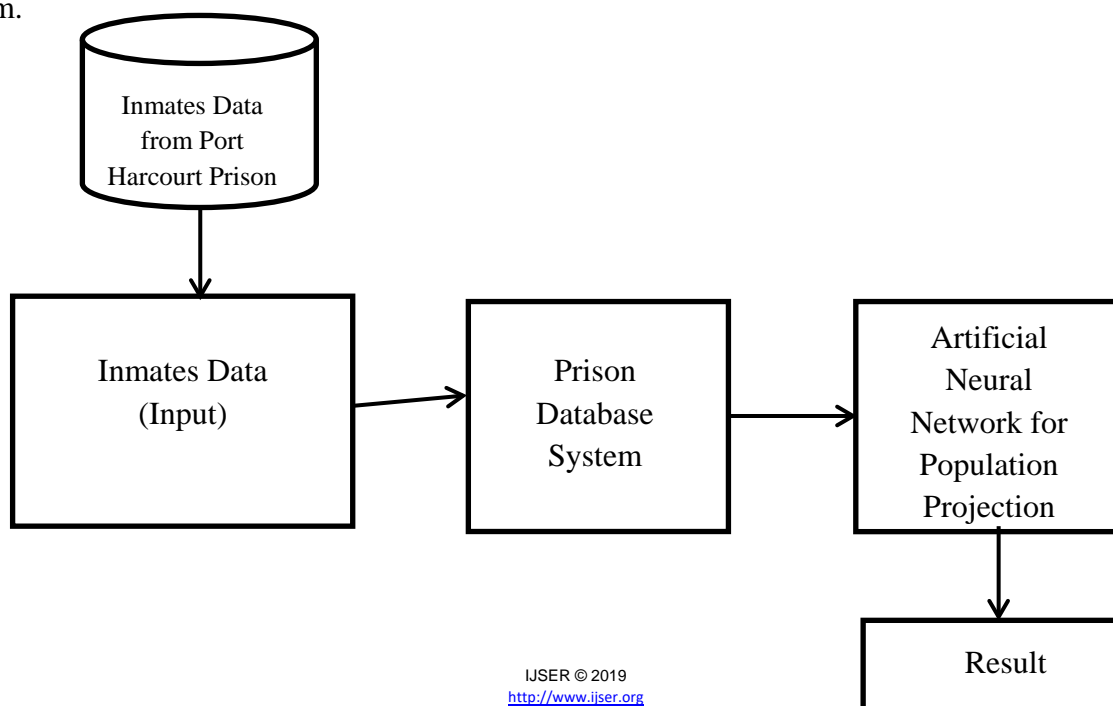 m.
Inmates Data
from Port
Harcourt Prison
Inmates Data
(Input)
Prison
Database
System
Artificial
Neural
Network for
Population
Projection
Result
IJSER © 2019
http://www.ijser.org